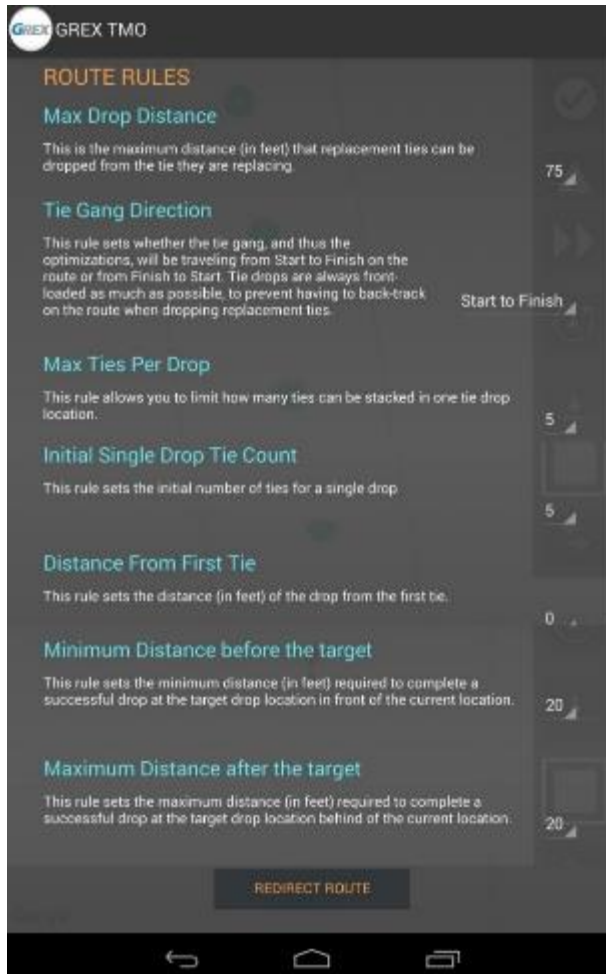 GREX GREX TMO
ROUTE RULES
Max Drop Distance
This is the maximum distance (in feet) that replacement ties can be
dropped from the tie they are replacing.
75
Tie Gang Direction
This rule sets whether the tie gang, and thus the
optimizations, will be traveling from Start to Finish on the
route or from Finish to Start. Tie drops are always front-
loaded as much as possible, to prevent having to back-track
on the route when dropping replacement ties.
Start to Finish
Max Ties Per Drop
This rule allows you to limit how many ties can be stacked in one tie drop
location.
5
Initial Single Drop Tie Count
This rule sets the initial number of ties for a single drop
5
Distance From First Tie
This rule sets the distance (in feet) of the drop from the first tie.
0
Minimum Distance before the target
This rule sets the minimum distance (in feet) required to complete a
successful drop at the target drop location in front of the current location.
20
Maximum Distance after the target
This rule sets the maximum distance (in feet) required to complete a
successful drop at the target drop location behind of the current location.
20
REDIRECT ROUTE